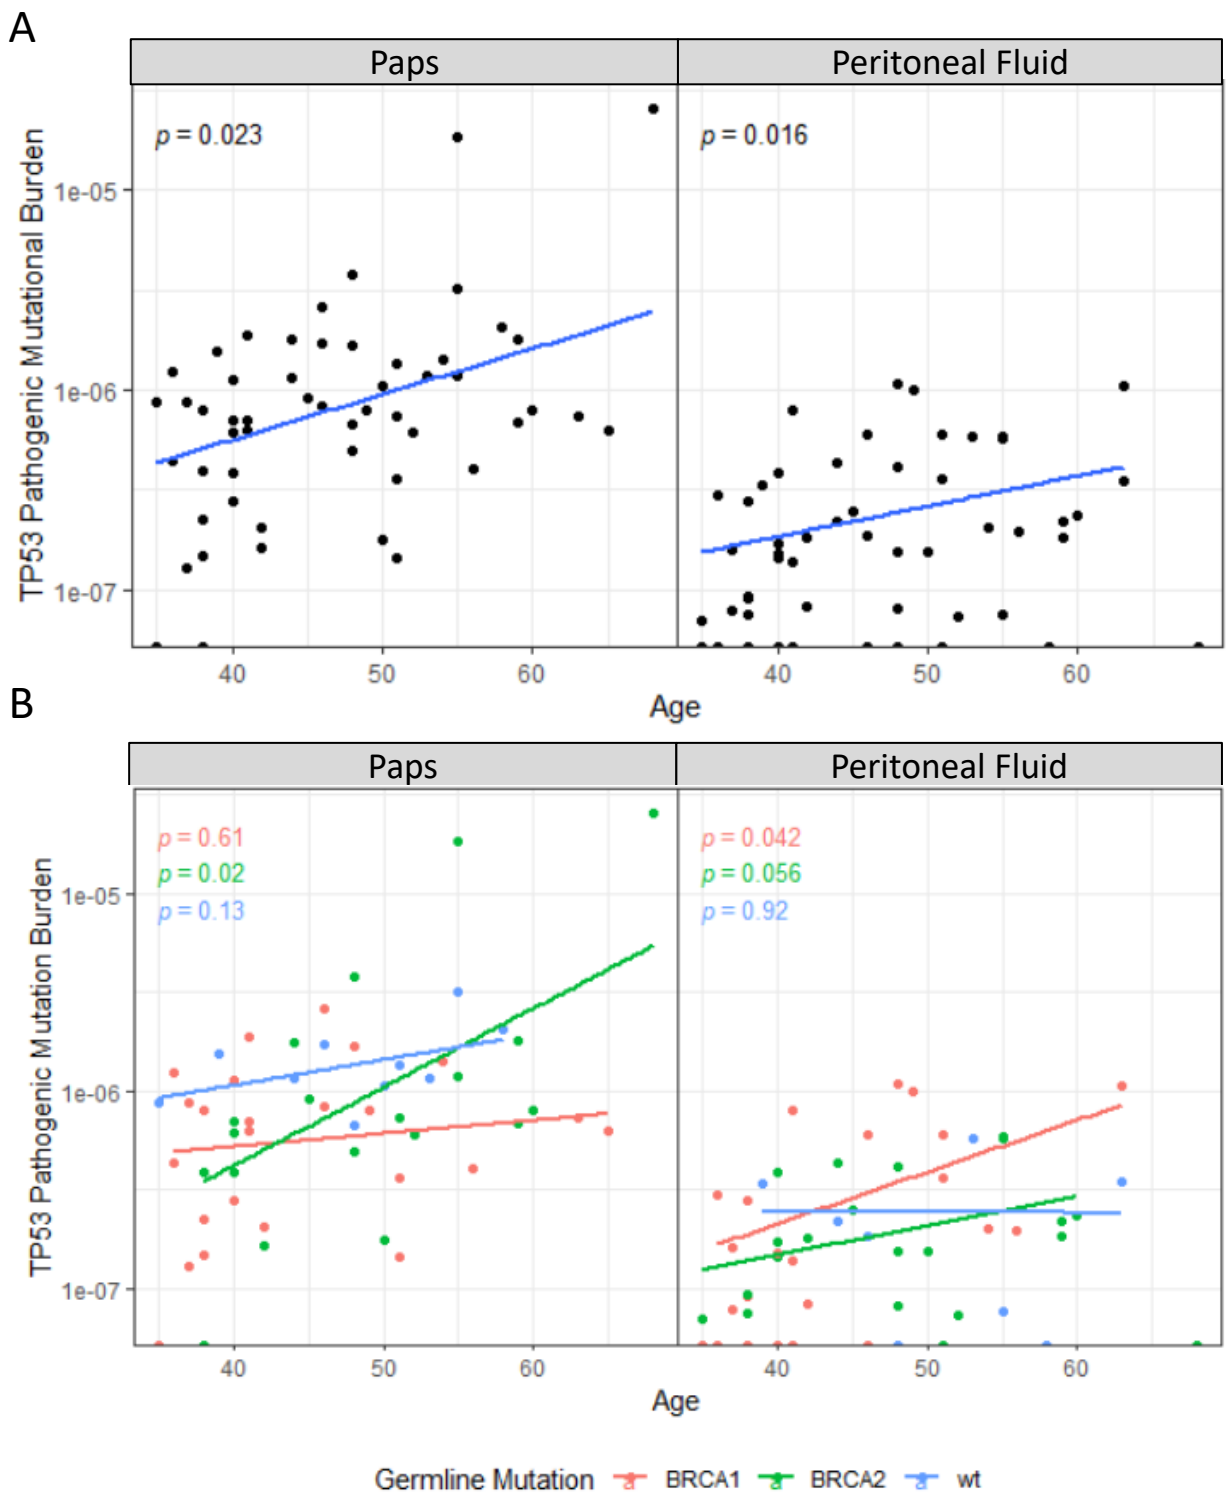 A
Paps
Peritoneal Fluid
TP53 Pathogenic Mutational Burden
p = 0.023
p = 0.016
1e-05
1e-06
1e-07
40
50
60
40
50
60
Age
B
Paps
Peritoneal Fluid
TP53 Pathogenic Mutation Burden
p = 0.61
p = 0.02
p = 0.13
p = 0.042
p = 0.056
p = 0.92
1e-05
1e-06
1e-07
40
50
60
40
50
60
Age
Germline Mutation
BRCA1
BRCA2
wt